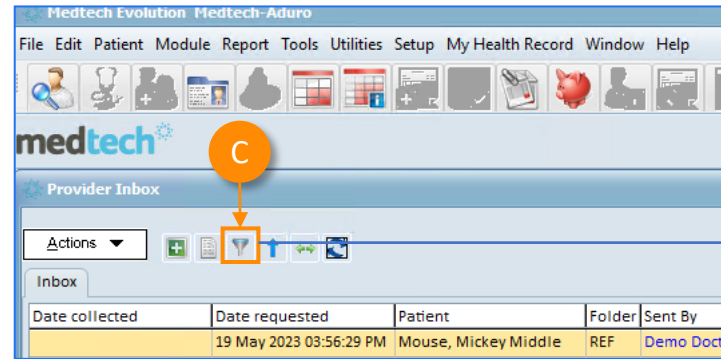 Medtech Evolution Medtech-Aduro
File Edit Patient Module Report Tools Utilities Setup My Health Record Window Help
medtech
C
Provider Inbox
Actions
Inbox
Date collected Date requested Patient Folder Sent By
19 May 2023 03:56:29 PM Mouse, Mickey Middle REF Demo Doct